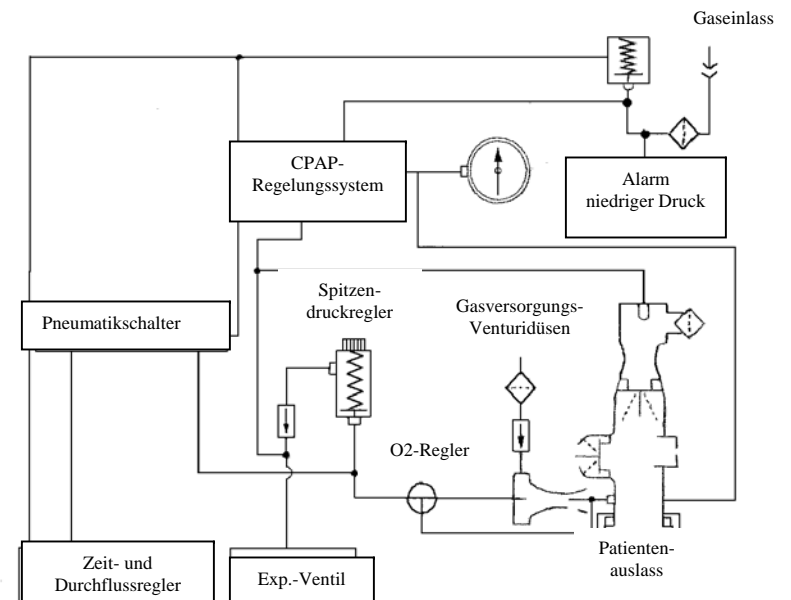 Gaseinlass
CPAP-
Regelungssystem
Alarm
niedriger Druck
Spitzen-
druckregler
Gasversorgungs-
Venturidüsen
Pneumatikschalter
O2-Regler
Patienten-
auslass
Zeit- und
Durchflussregler
Exp.-Ventil